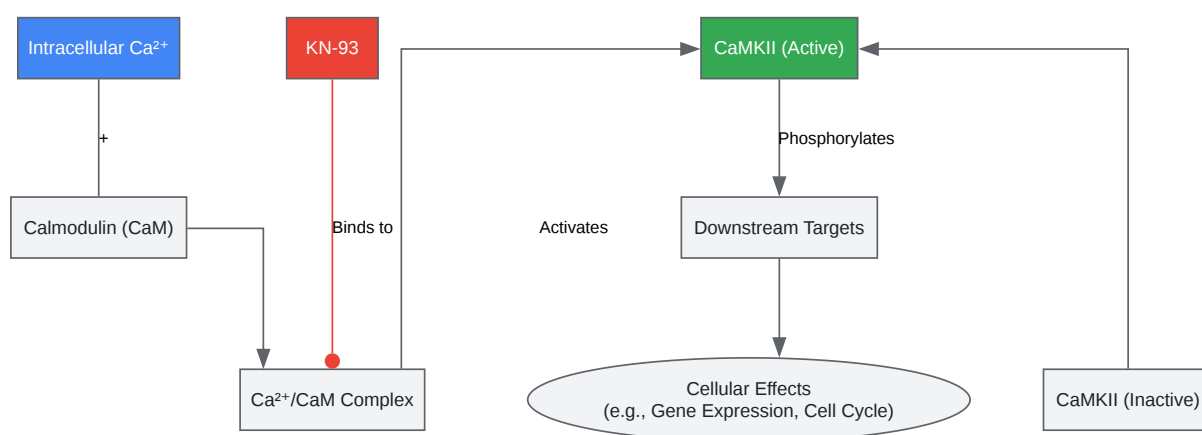 Intracellular Ca²⁺
KN-93
CaMKII (Active)
+
Phosphorylates
Calmodulin (CaM)
Binds to
Activates
Downstream Targets
Ca²⁺/CaM Complex
Cellular Effects
(e.g., Gene Expression, Cell Cycle)
CaMKII (Inactive)